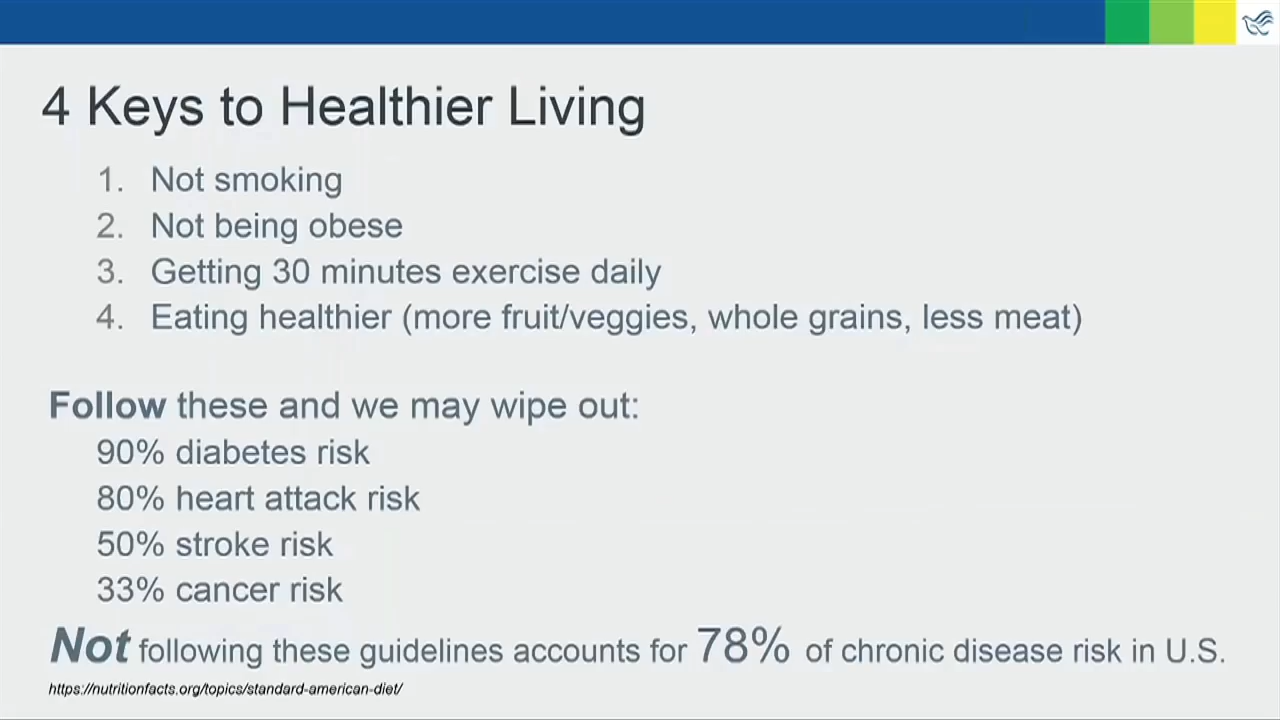 4 Keys to Healthier Living
1. Not smoking
2. Not being obese
3. Getting 30 minutes exercise daily
4. Eating healthier (more fruit/veggies, whole grains, less meat)
Follow these and we may wipe out:
90% diabetes risk
80% heart attack risk
50% stroke risk
33% cancer risk
Not following these guidelines accounts for 78% of chronic disease risk in U.S.
https://nutritionfacts.org/topics/standard-american-diet/